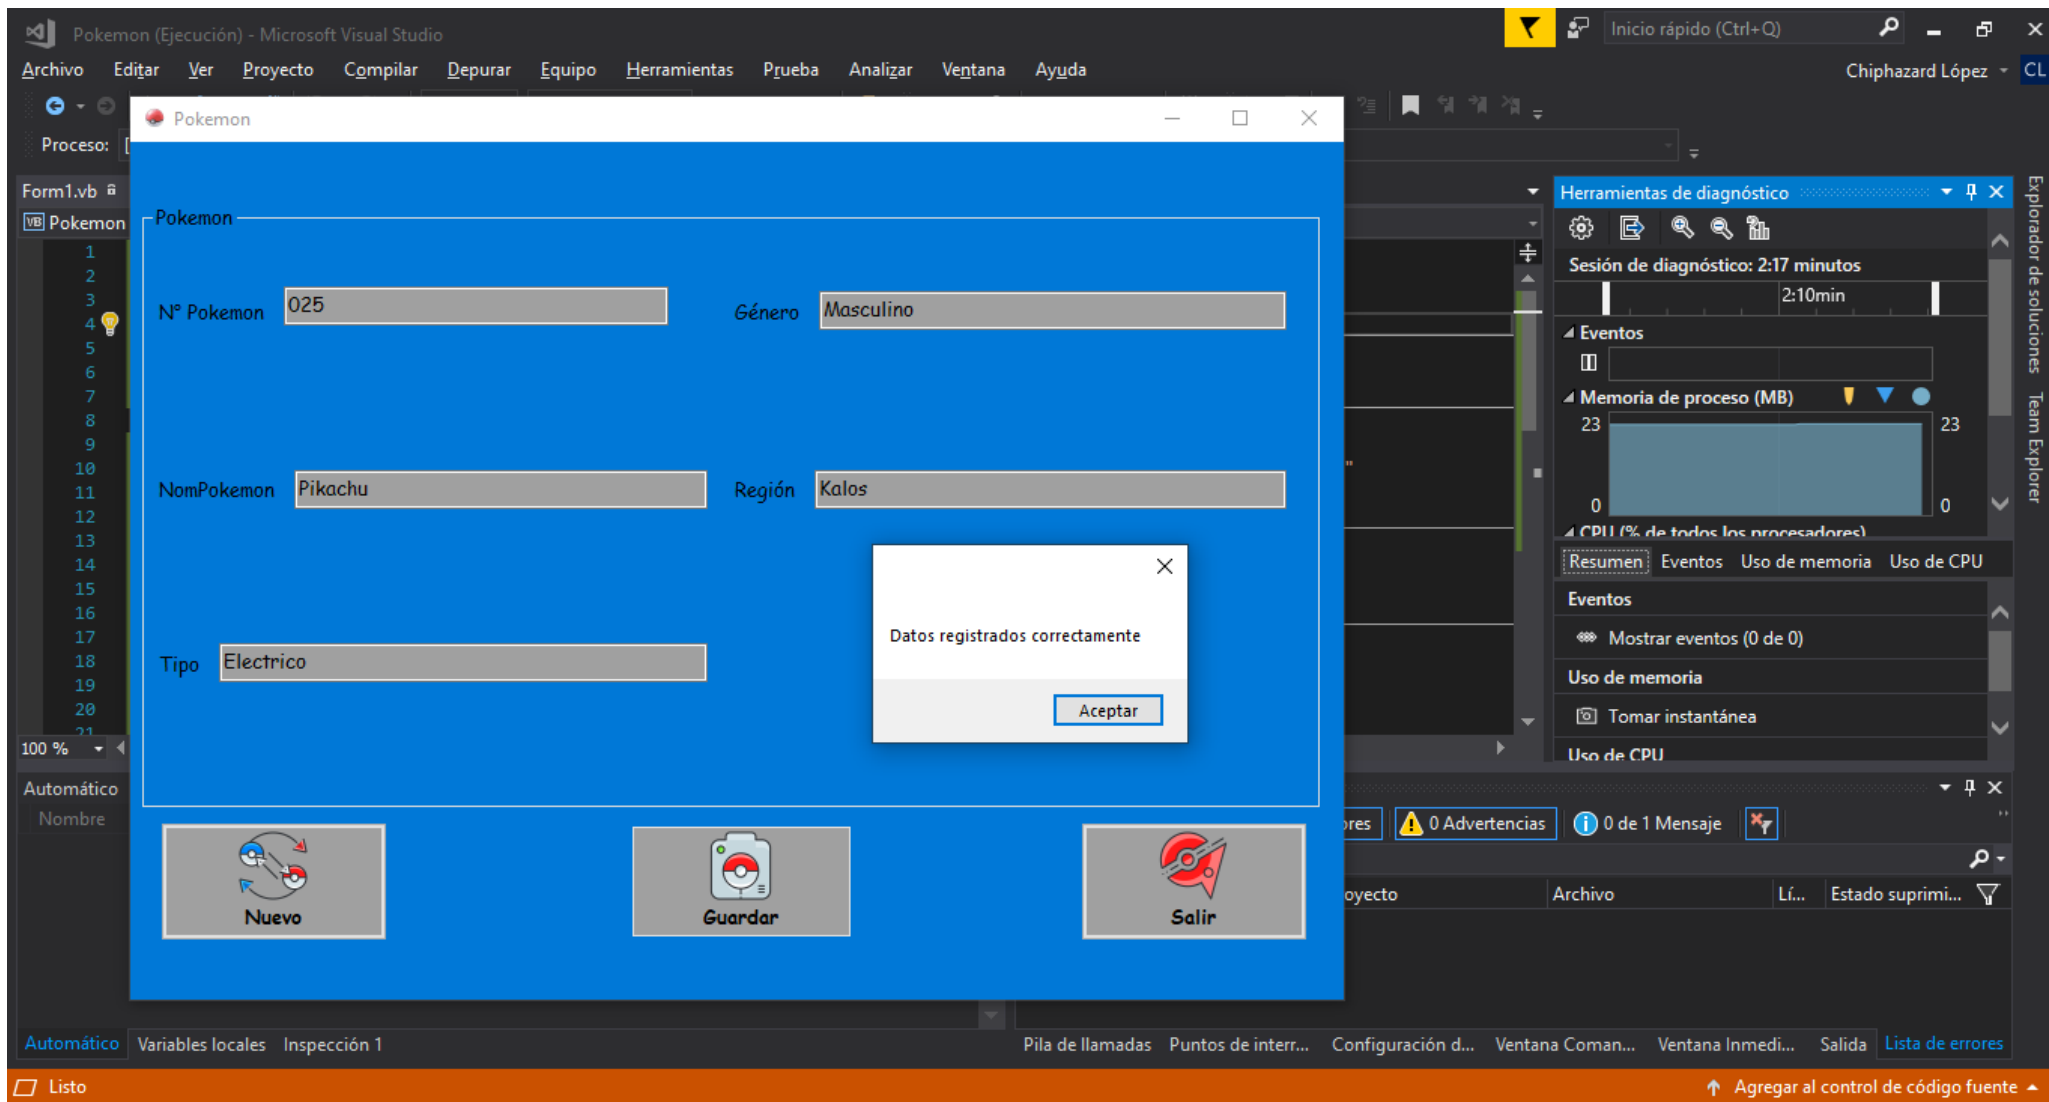 Pokemon (Ejecución) - Microsoft Visual Studio
Inicio rápido (Ctrl+Q)
Archivo Editar Ver Proyecto Compilar Depurar Equipo Herramientas Prueba Analizar Ventana Ayuda
Chiphazard López CL
Pokemon
Proceso:
Form1.vb
VB Pokemon
1
2
3
4
5
6
7
8
9
10
11
12
13
14
15
16
17
18
19
20
21
100 %
Pokemon
Nº Pokemon 025
Género Masculino
NomPokemon Pikachu
Región Kalos
Tipo Electrico
Datos registrados correctamente
Aceptar
Nuevo
Guardar
Salir
"
Herramientas de diagnóstico
Sesión de diagnóstico: 2:17 minutos
2:10min
Eventos
Memoria de proceso (MB)
23 23
0 0
CPU (% de todos los procesadores)
Resumen Eventos Uso de memoria Uso de CPU
Eventos
Mostrar eventos (0 de 0)
Uso de memoria
Tomar instantánea
Uso de CPU
Explorador de soluciones
Team Explorer
Automático
Nombre
ores 0 Advertencias 0 de 1 Mensaje
oyecto Archivo Lí... Estado suprimi...
Automático Variables locales Inspección 1
Pila de llamadas Puntos de interr... Configuración d... Ventana Coman... Ventana Inmedi... Salida Lista de errores
Listo
Agregar al control de código fuente